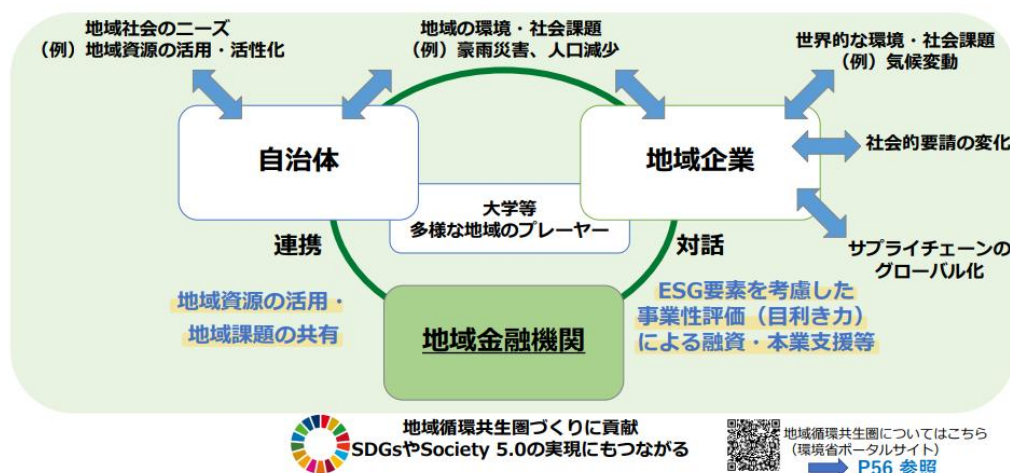 地域社会のニーズ
（例）地域資源の活用・活性化
地域の環境・社会課題
（例）豪雨災害、人口減少
世界的な環境・社会課題
（例）気候変動
自治体
地域企業
社会的要請の変化
大学等
多様な地域のプレーヤー
連携
対話
サプライチェーンの
グローバル化
地域資源の活用・
地域課題の共有
地域金融機関
ESG要素を考慮した
事業性評価（目利き力）
による融資・本業支援等
地域循環共生圏づくりに貢献
SDGsやSociety 5.0の実現にもつながる
地域循環共生圏についてはこちら
（環境省ポータルサイト）
P56 参照